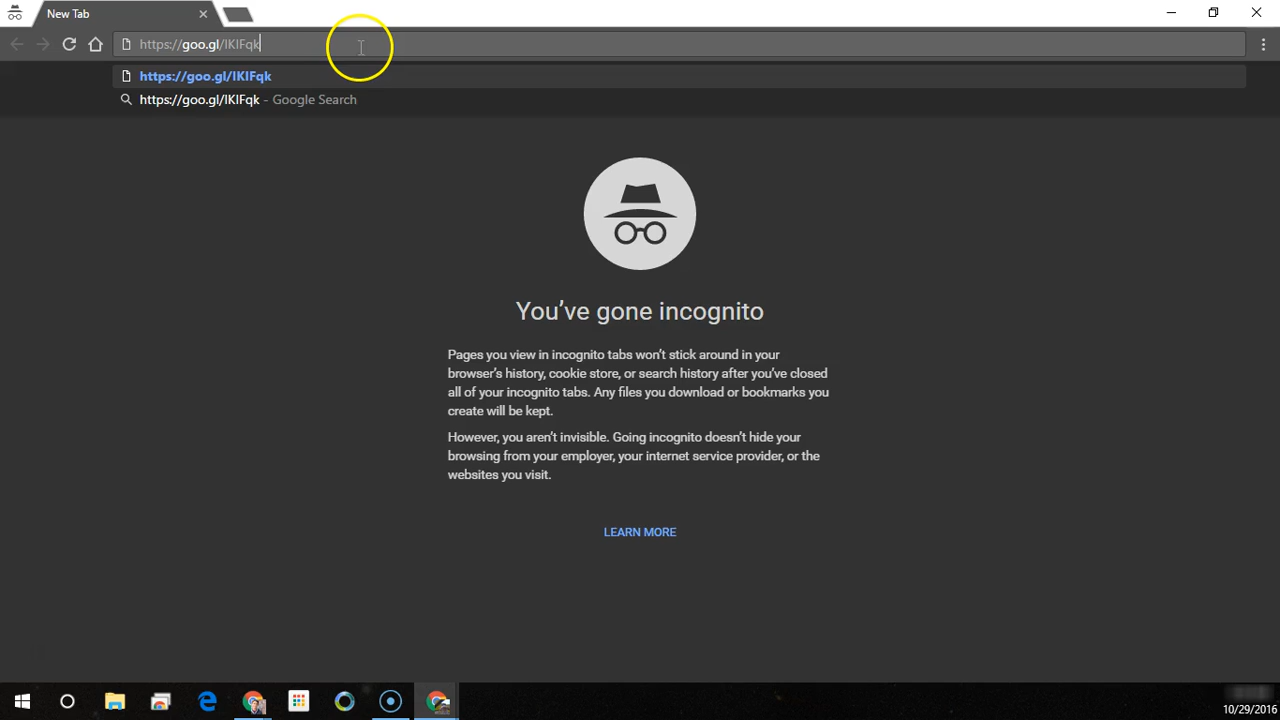 New Tab
https://goo.gl/IKIFqk
https://goo.gl/IKIFqk
https://goo.gl/IKIFqk - Google Search
You’ve gone incognito
Pages you view in incognito tabs won’t stick around in your
browser’s history, cookie store, or search history after you’ve closed
all of your incognito tabs. Any files you download or bookmarks you
create will be kept.
However, you aren’t invisible. Going incognito doesn’t hide your
browsing from your employer, your internet service provider, or the
websites you visit.
LEARN MORE
10/29/2016